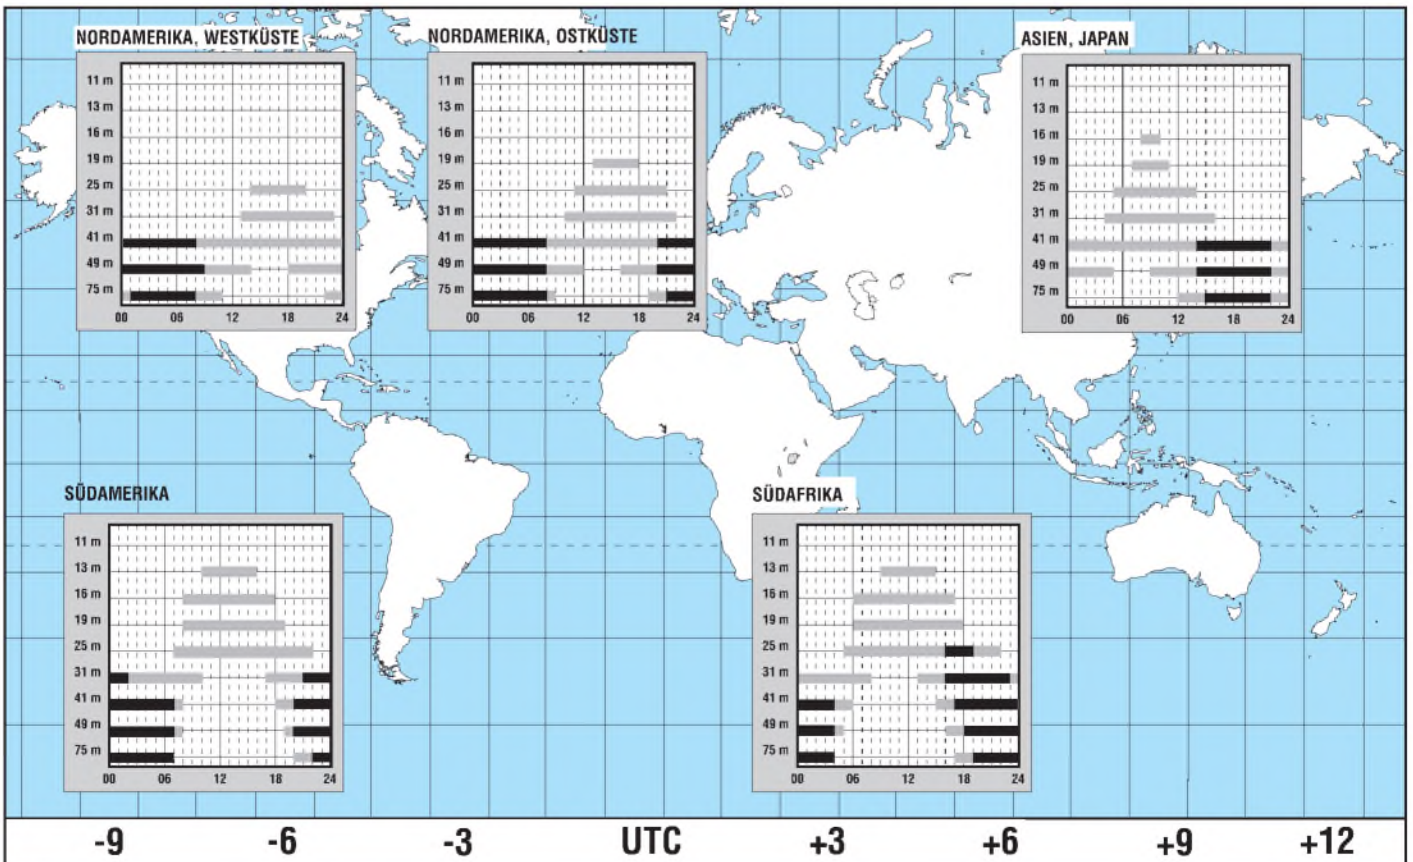 NORDAMERIKA, WESTKÜSTE
11 m
13 m
16 m
19 m
25 m
31 m
41 m
49 m
75 m
00 06 12 18 24
NORDAMERIKA, OSTKÜSTE
11 m
13 m
16 m
19 m
25 m
31 m
41 m
49 m
75 m
00 06 12 18 24
ASIEN, JAPAN
11 m
13 m
16 m
19 m
25 m
31 m
41 m
49 m
75 m
00 06 12 18 24
SÜDAMERIKA
11 m
13 m
16 m
19 m
25 m
31 m
41 m
49 m
75 m
00 06 12 18 24
SÜDAFRIKA
11 m
13 m
16 m
19 m
25 m
31 m
41 m
49 m
75 m
00 06 12 18 24
-9 -6 -3 UTC +3 +6 +9 +12